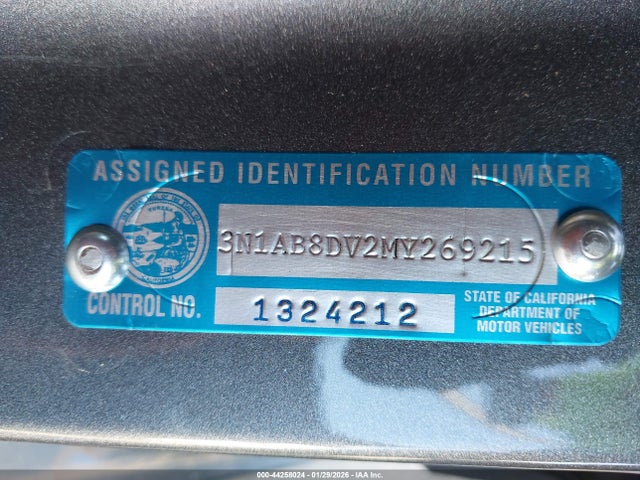 ASSIGNED IDENTIFICATION NUMBER
EUREKA
3N1AB8DV2MY269215
CONTROL NO. 1324212
STATE OF CALIFORNIA
DEPARTMENT OF
MOTOR VEHICLES
000-44258024 - 01/29/2026 - IAA Inc.